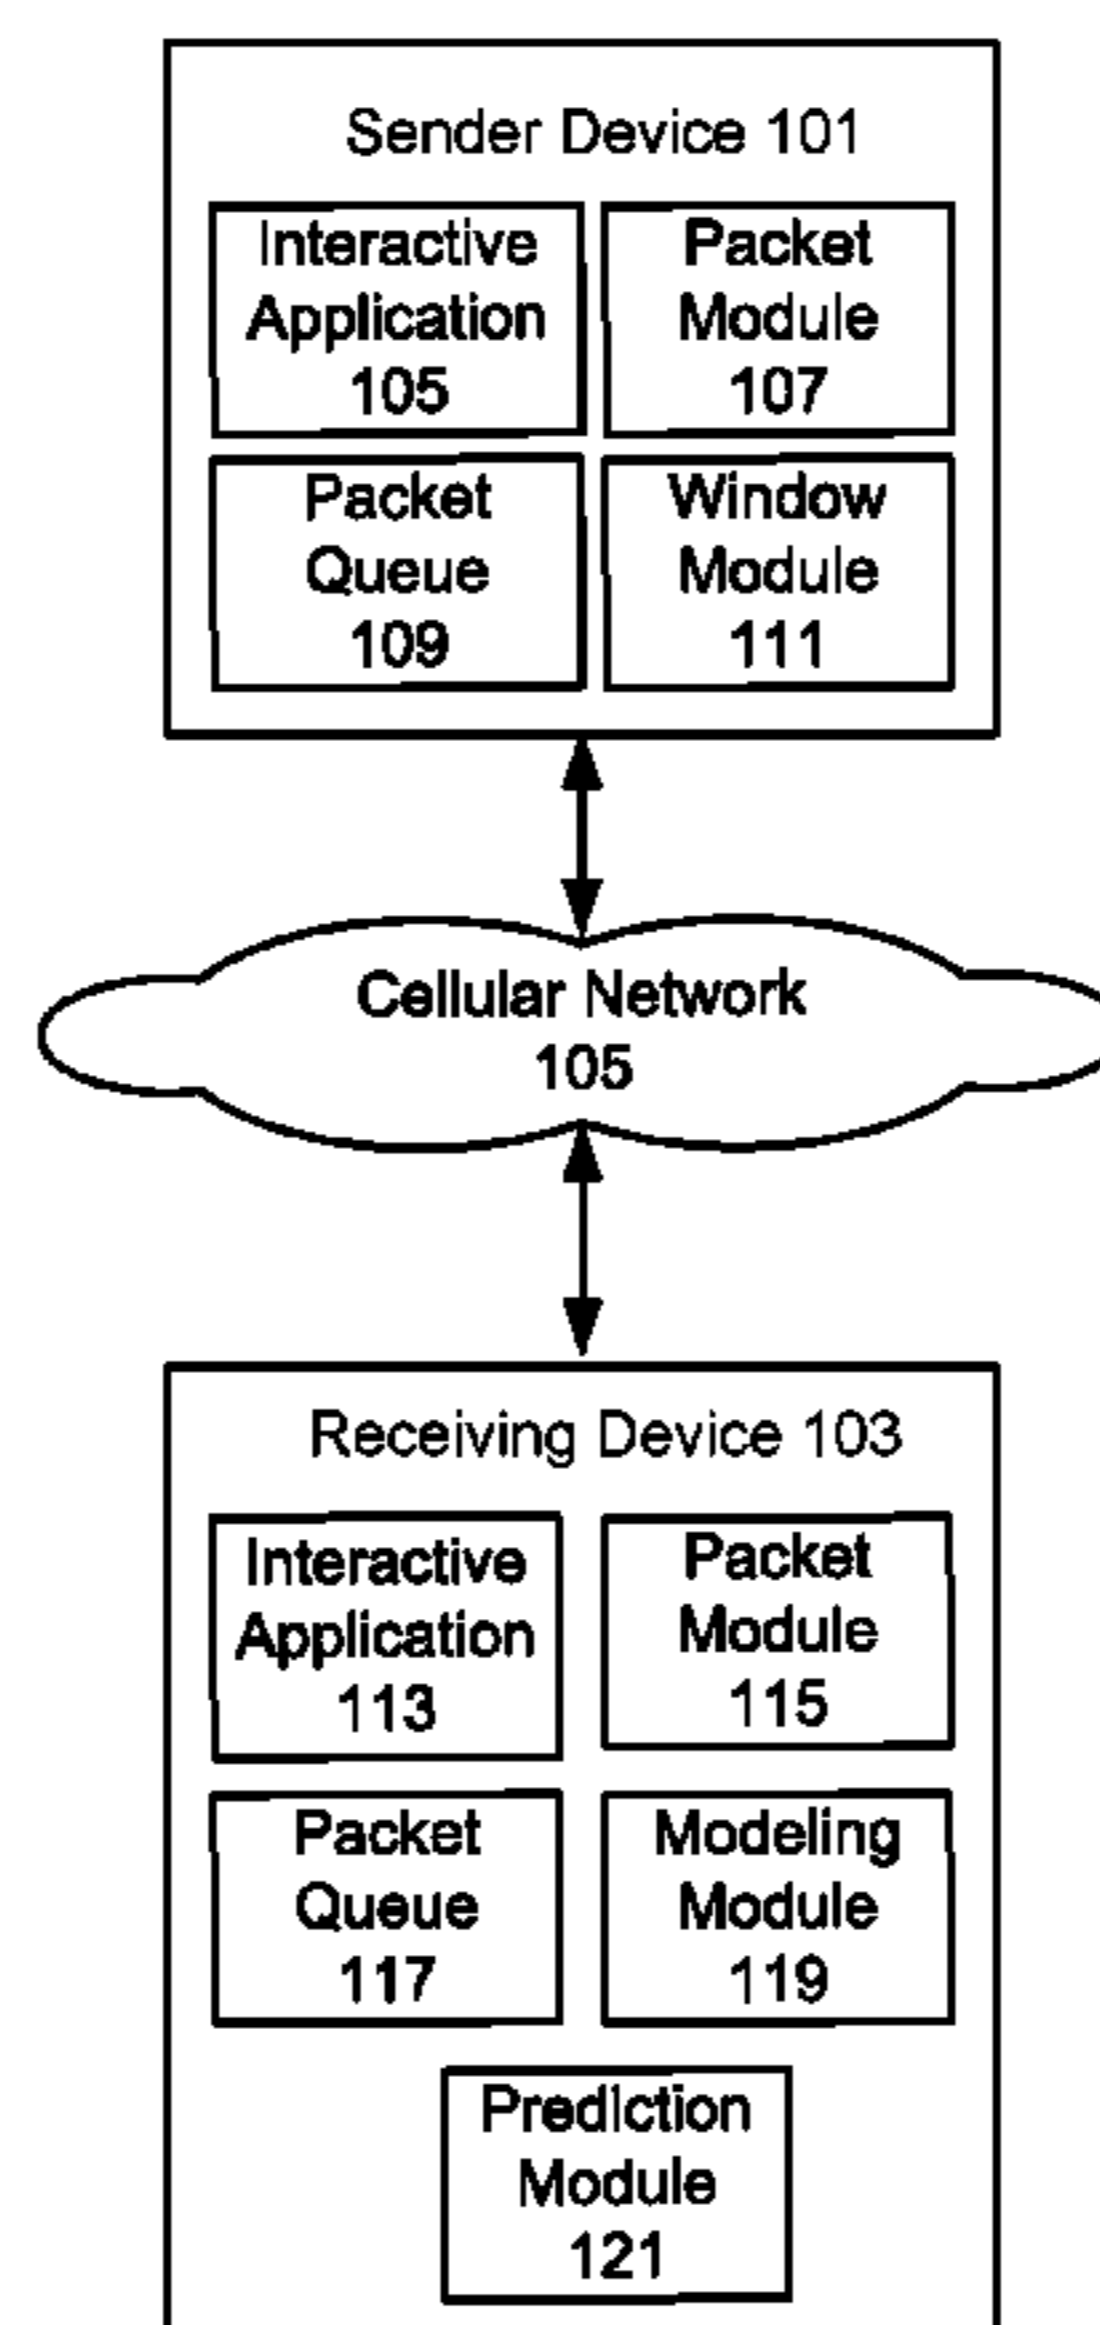 Sender Device 101
Interactive
Application
105
Packet
Module
107
Packet
Queue
109
Window
Module
111
Cellular Network
105
Receiving Device 103
Interactive
Application
113
Packet
Module
115
Packet
Queue
117
Modeling
Module
119
Prediction
Module
121